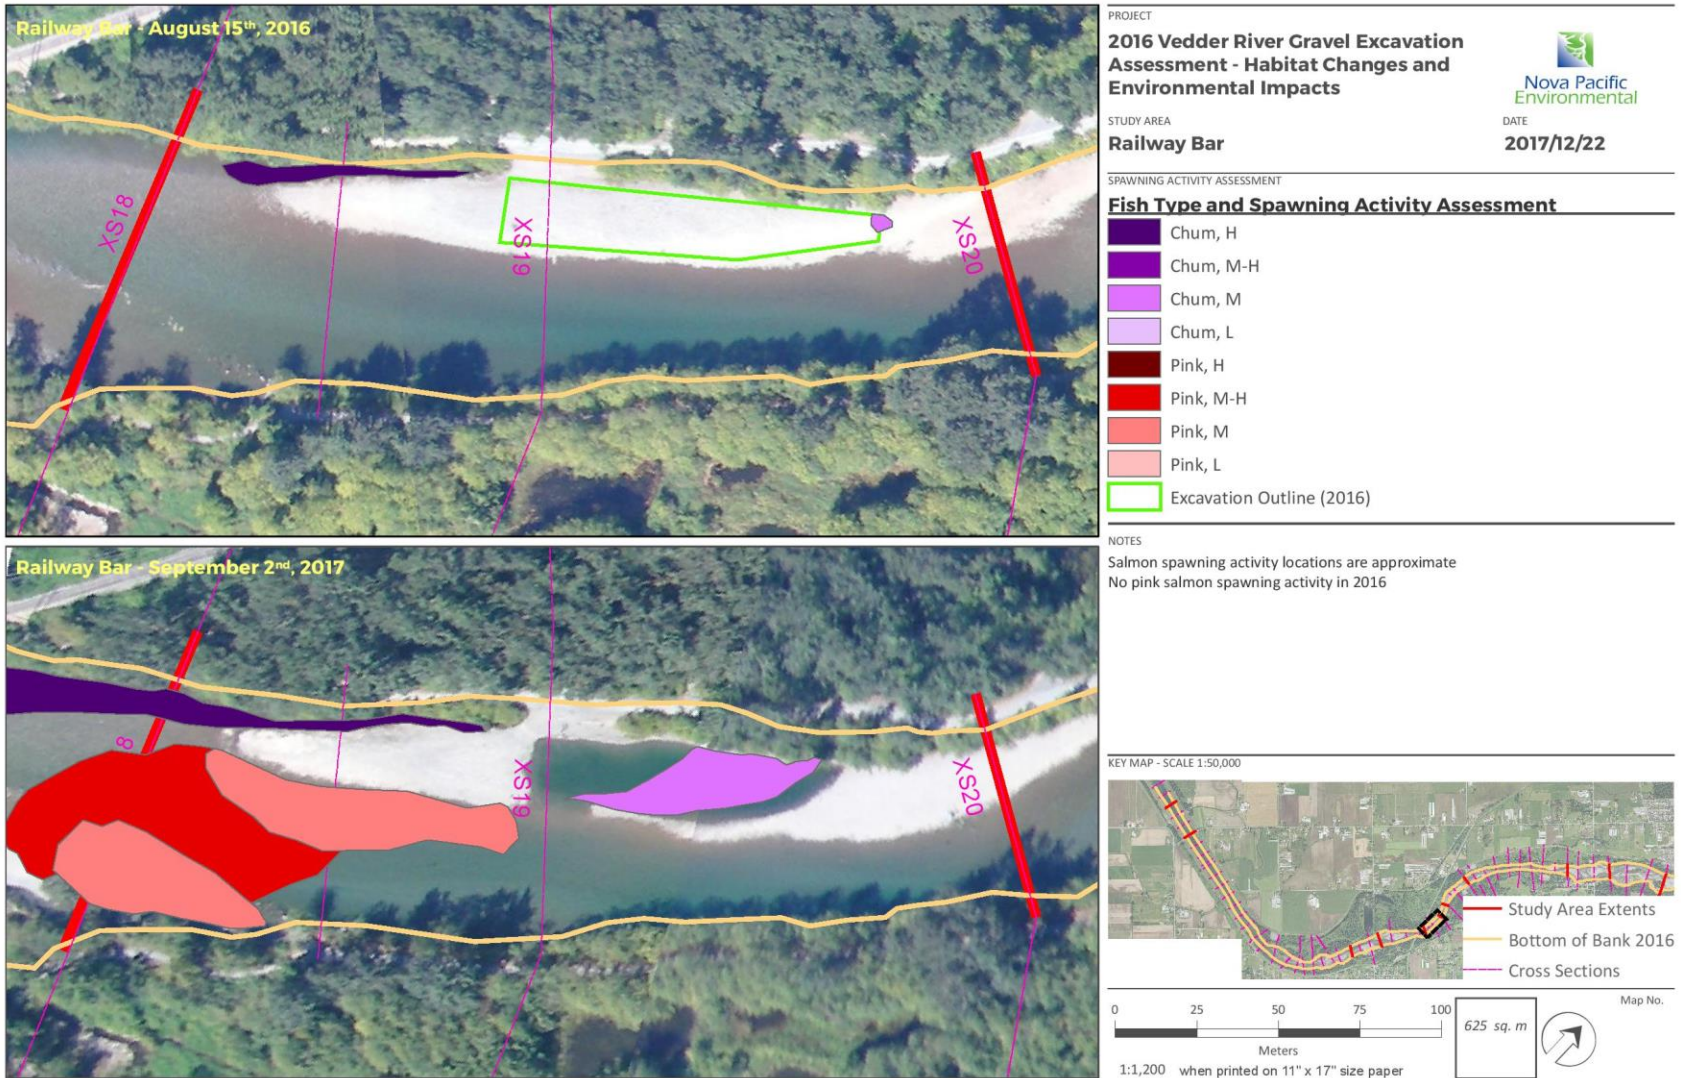 Railway Bar - August 15th, 2016
XS18
XS19
XS20
Railway Bar - September 2nd, 2017
8
XS19
XS20
PROJECT
2016 Vedder River Gravel Excavation
Assessment - Habitat Changes and
Environmental Impacts
Nova Pacific
Environmental
STUDY AREA
Railway Bar
DATE
2017/12/22
SPAWNING ACTIVITY ASSESSMENT
Fish Type and Spawning Activity Assessment
Chum, H
Chum, M-H
Chum, M
Chum, L
Pink, H
Pink, M-H
Pink, M
Pink, L
Excavation Outline (2016)
NOTES
Salmon spawning activity locations are approximate
No pink salmon spawning activity in 2016
KEY MAP - SCALE 1:50,000
Study Area Extents
Bottom of Bank 2016
Cross Sections
0 25 50 75 100
Meters
1:1,200 when printed on 11" x 17" size paper
625 sq. m
Map No.